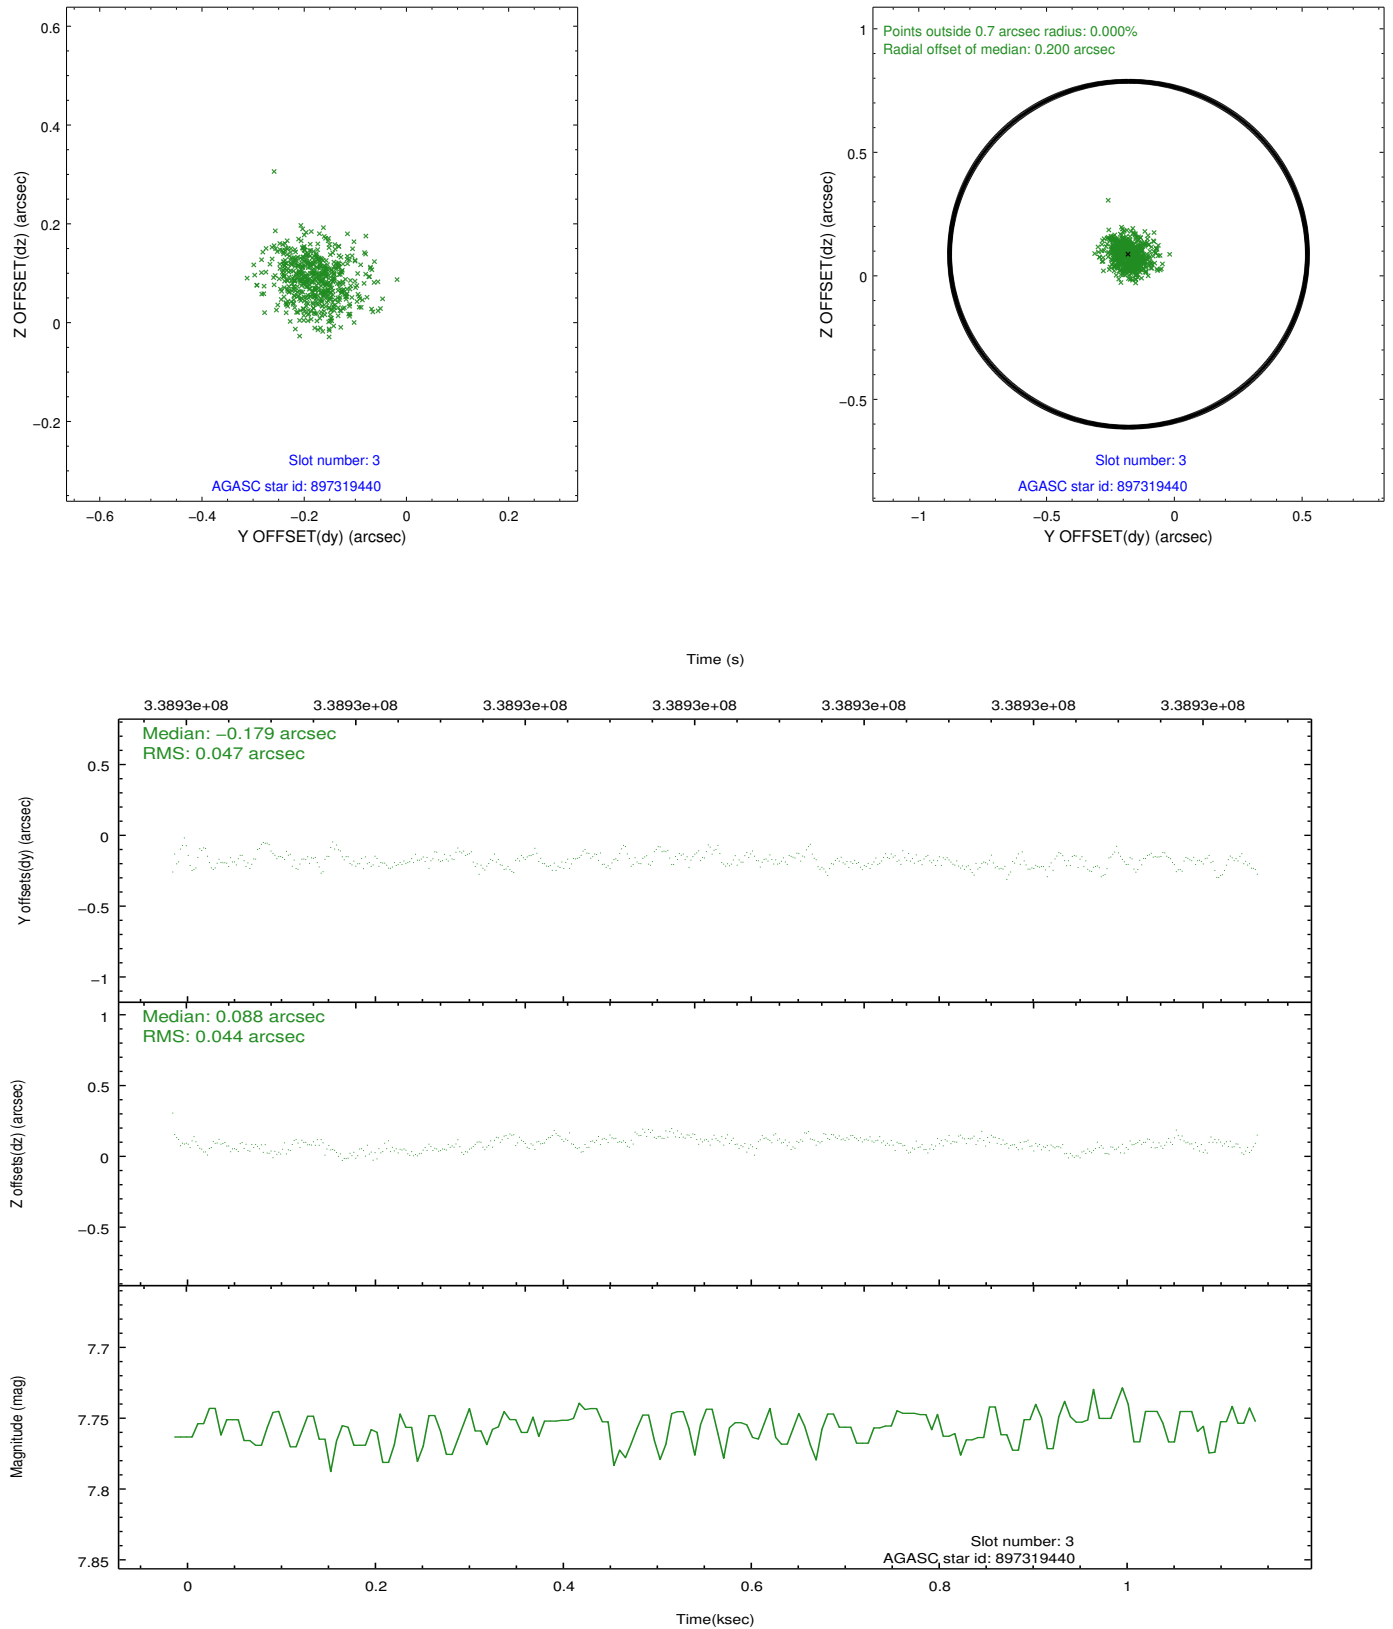 0.6
0.4
0.2
0
−0.2
Z OFFSET(dz) (arcsec)
Slot number: 3
AGASC star id: 897319440
−0.6 −0.4 −0.2 0 0.2
Y OFFSET(dy) (arcsec)
Points outside 0.7 arcsec radius: 0.000%
Radial offset of median: 0.200 arcsec
1
0.5
0
−0.5
Z OFFSET(dz) (arcsec)
Slot number: 3
AGASC star id: 897319440
−1 −0.5 0 0.5
Y OFFSET(dy) (arcsec)
Time (s)
3.3893e+08 3.3893e+08 3.3893e+08 3.3893e+08 3.3893e+08 3.3893e+08 3.3893e+08
Median: −0.179 arcsec
RMS: 0.047 arcsec
0.5
0
−0.5
−1
Y offsets(dy) (arcsec)
Median: 0.088 arcsec
RMS: 0.044 arcsec
1
0.5
0
−0.5
Z offsets(dz) (arcsec)
7.7
7.75
7.8
7.85
Magnitude (mag)
Slot number: 3
AGASC star id: 897319440
0 0.2 0.4 0.6 0.8 1
Time(ksec)